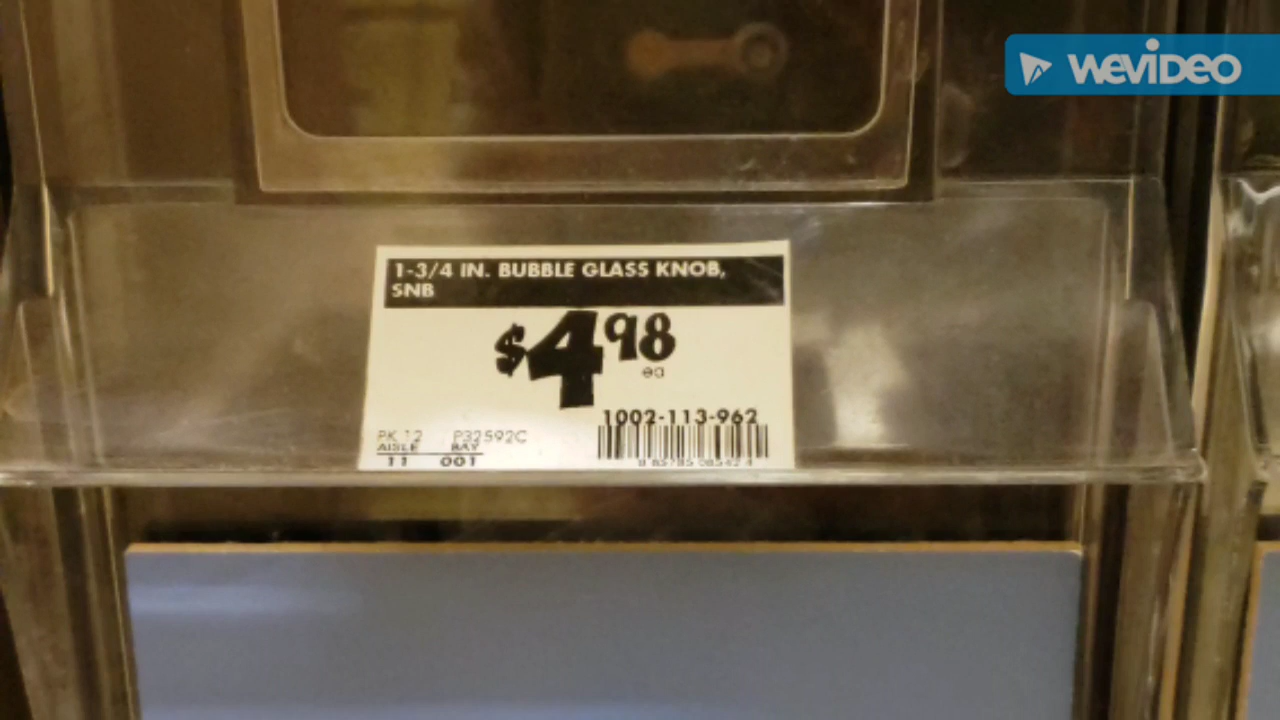 WEVIDEO
1-3/4 IN. BUBBLE GLASS KNOB,
SNB
$4 98
ea
1002-113-962
PK 12 P32592C
AISLE BAY
11 001